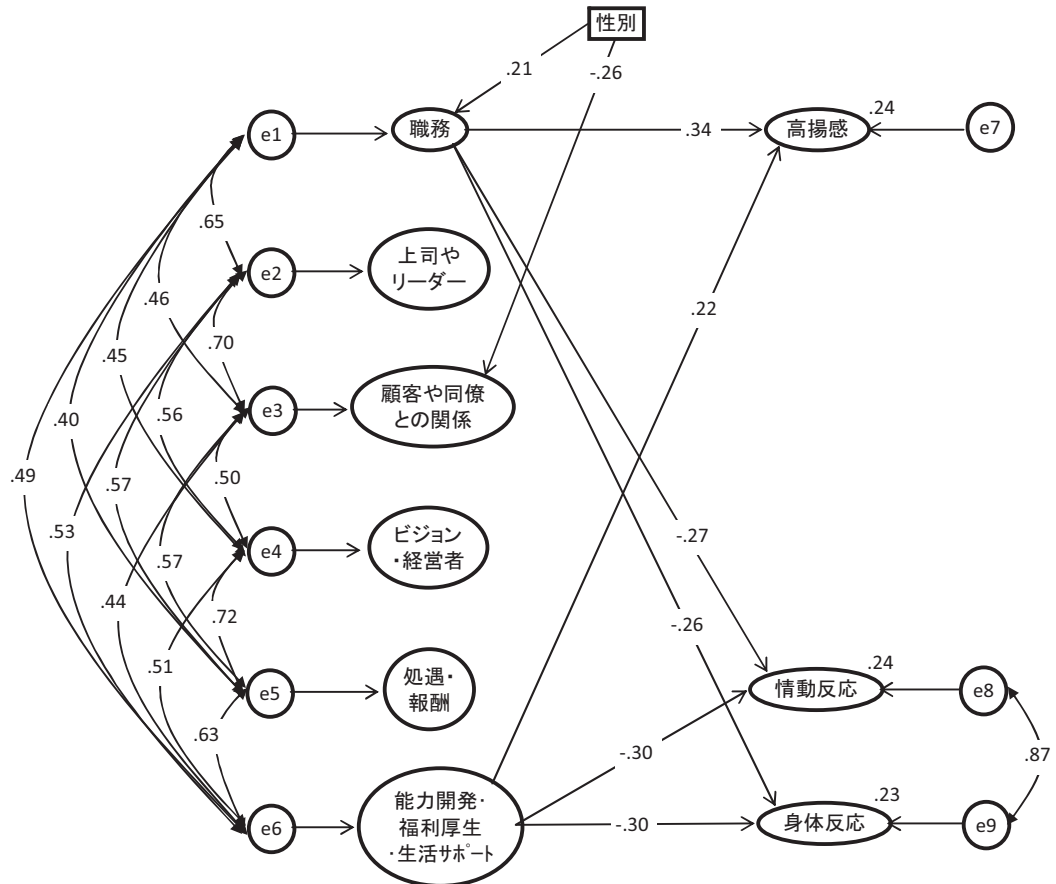 性別
.21
-.26
e1
職務
.34
高揚感
.24
e7
.65
e2
上司や
リーダー
.46
.70
.22
.45
e3
顧客や同僚
との関係
.40
.56
.49
.57
.50
.53
e4
ビジョン
・経営者
-.27
.57
.44
.72
-.26
.51
e5
処遇・
報酬
情動反応
.24
e8
.63
-.30
.87
e6
能力開発・
福利厚生
・生活サポート
-.30
身体反応
.23
e9